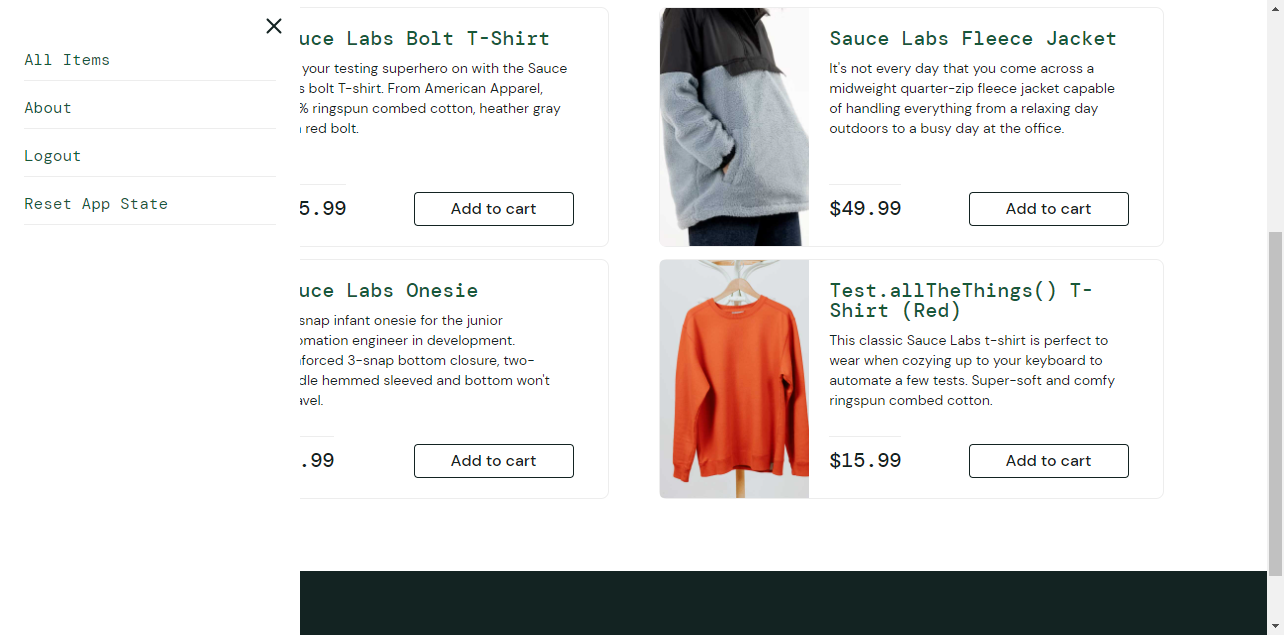 All Items
About
Logout
Reset App State
Labs Bolt T-Shirt
your testing superhero on with the Sauce
bolt T-shirt. From American Apparel,
ringspun combed cotton, heather gray
red bolt.
5.99
Add to cart
Sauce Labs Fleece Jacket
It's not every day that you come across a
midweight quarter-zip fleece jacket capable
of handling everything from a relaxing day
outdoors to a busy day at the office.
$49.99
Add to cart
Labs Onesie
snap infant onesie for the junior
engineer in development.
3-snap bottom closure, two-
hemmed sleeved and bottom won't
.99
Add to cart
Test.allTheThings() T-
Shirt (Red)
This classic Sauce Labs t-shirt is perfect to
wear when cozying up to your keyboard to
automate a few tests. Super-soft and comfy
ringspun combed cotton.
$15.99
Add to cart